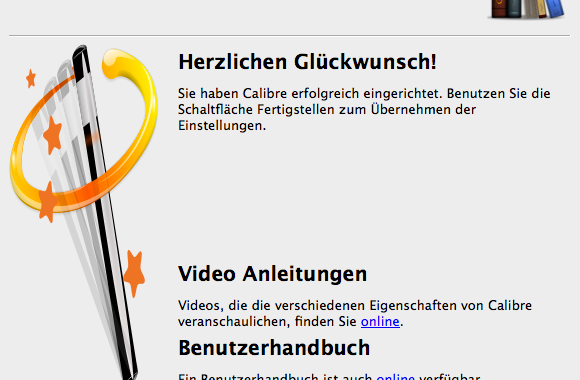 Herzlichen Glückwunsch!
Sie haben Calibre erfolgreich eingerichtet. Benutzen Sie die
Schaltfläche Fertigstellen zum Übernehmen der
Einstellungen.
Video Anleitungen
Videos, die die verschiedenen Eigenschaften von Calibre
veranschaulichen, finden Sie online.
Benutzerhandbuch
Ein Benutzerhandbuch ist auch online verfügbar